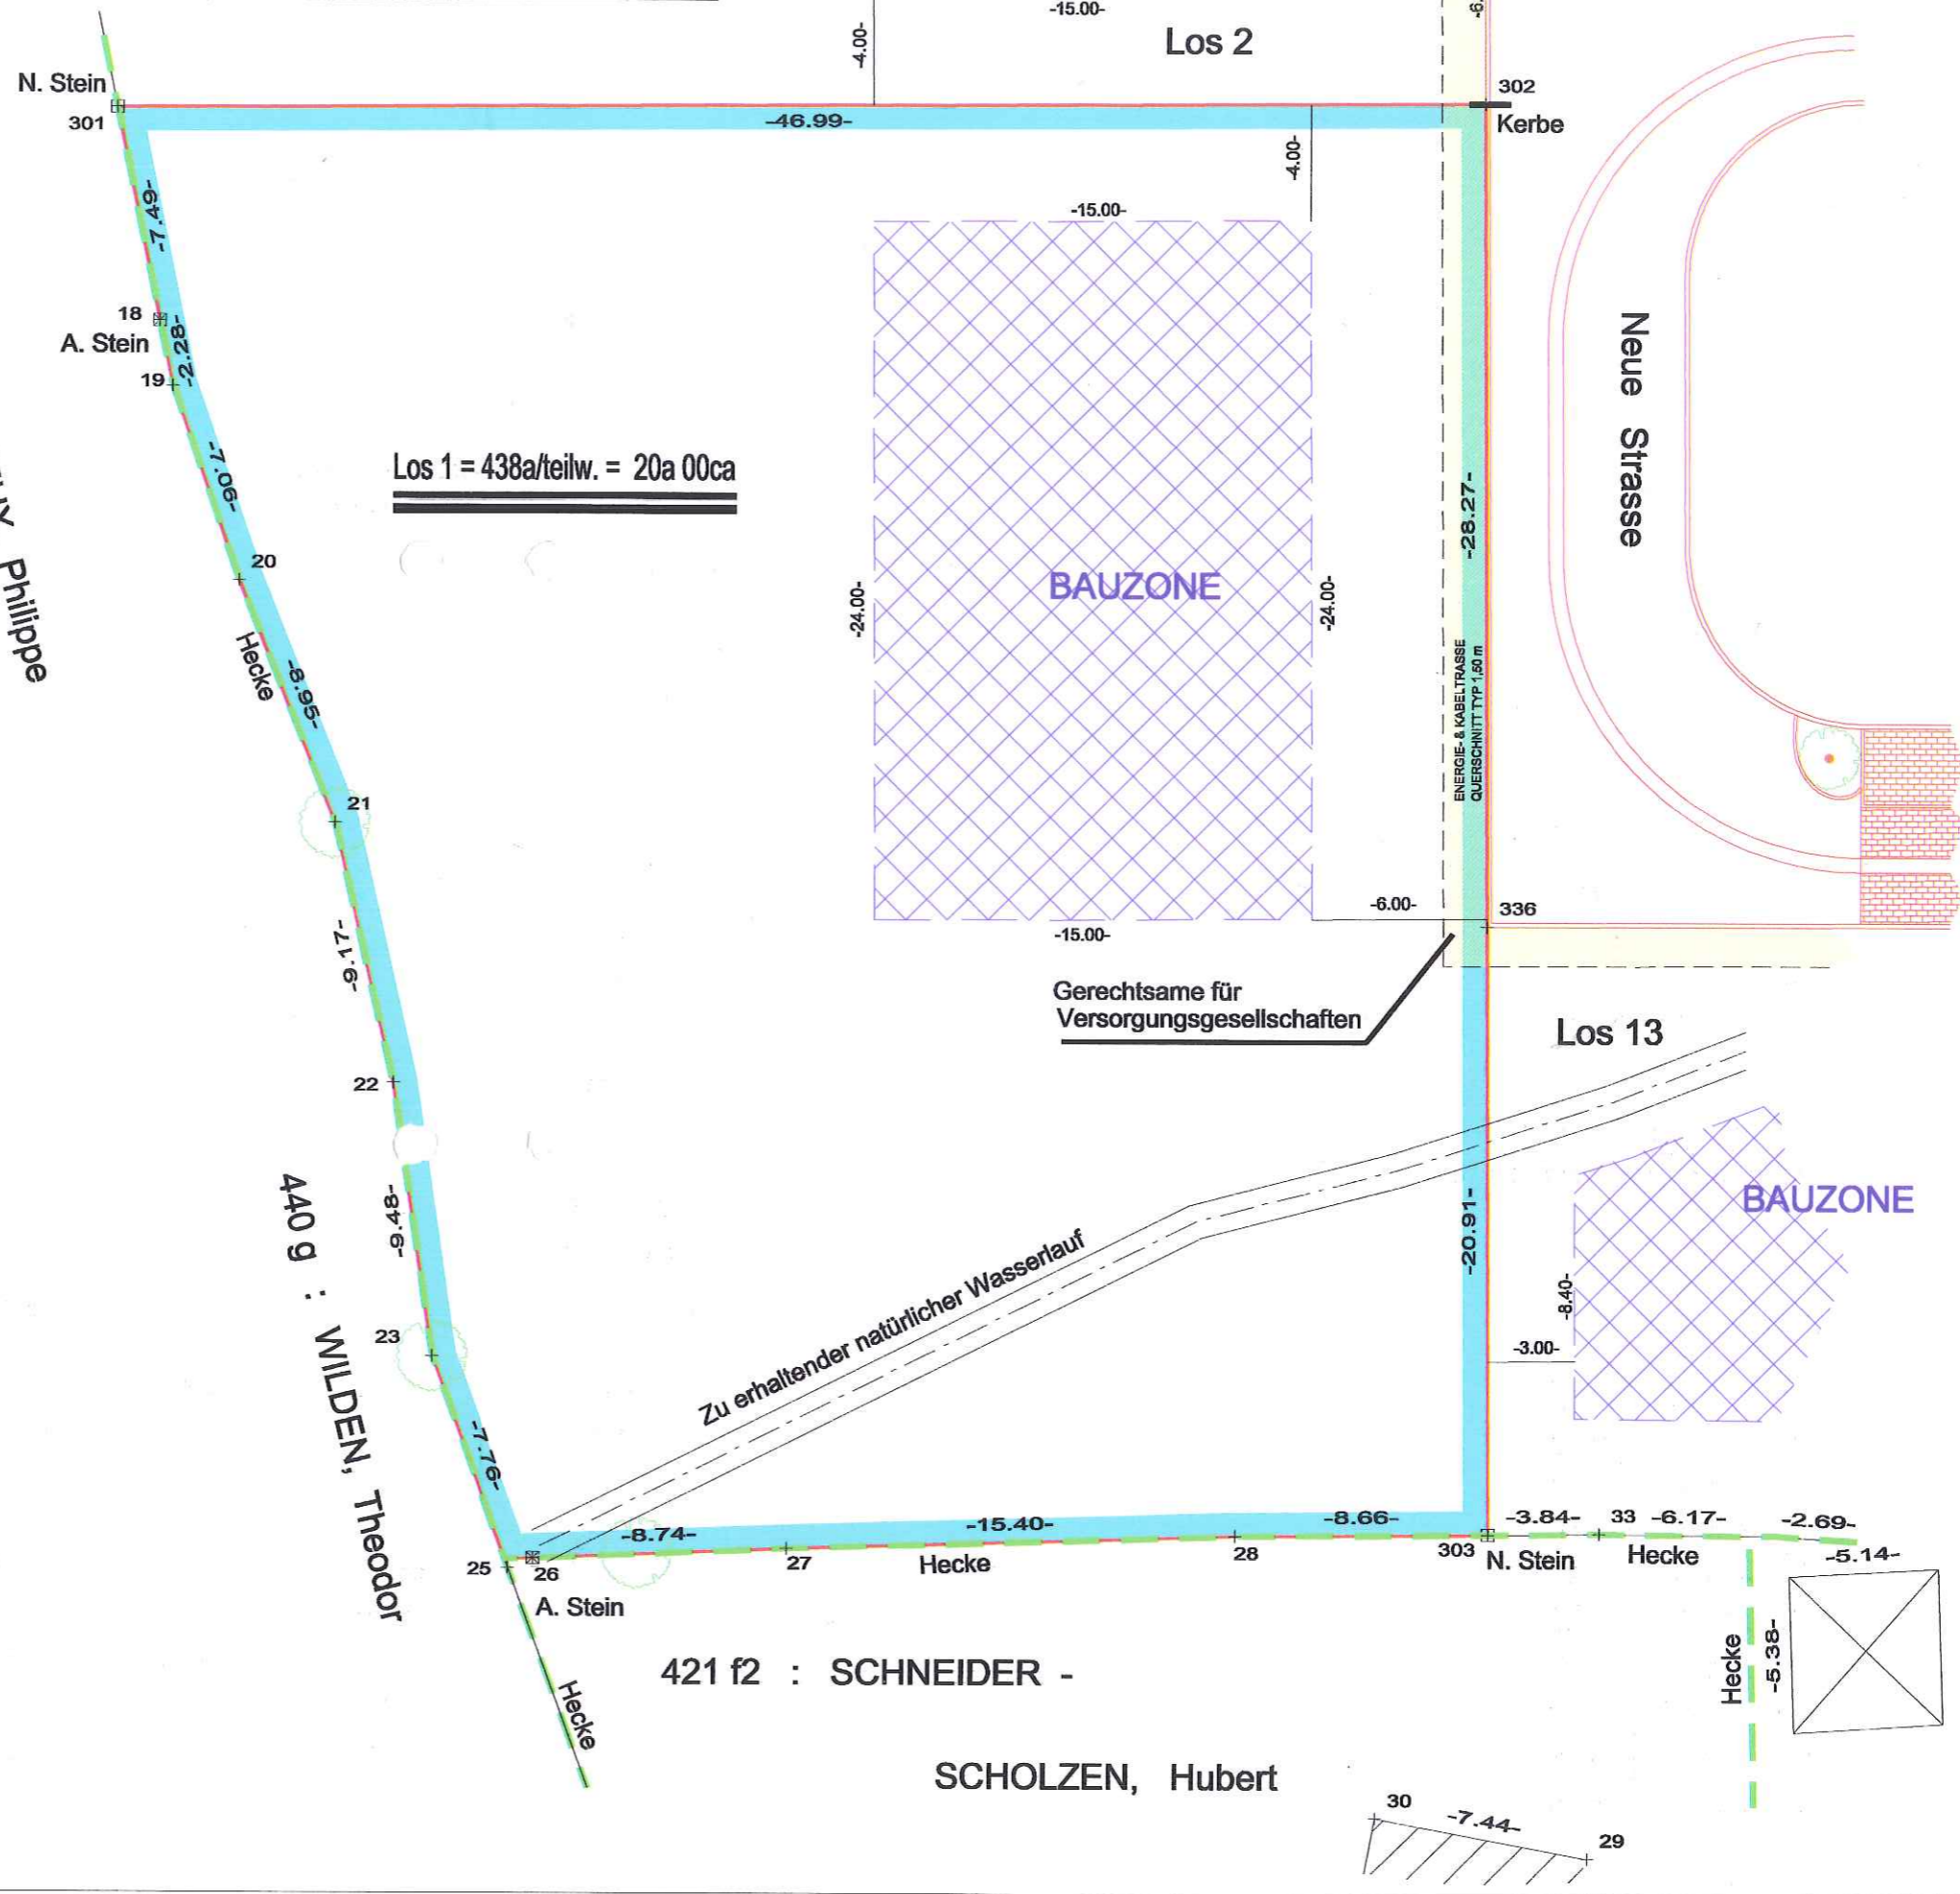 -15.00-
-4.00-
Los 2
N. Stein
301
-46.99-
302
Kerbe
-4.00-
-7.49-
-15.00-
18
A. Stein
-2.28-
19
Neue Strasse
-7.06-
Los 1 = 438a/teilw. = 20a 00ca
-28.27-
20
Philippe
Hecke
BAUZONE
-24.00-
-24.00-
-8.95-
ENERGIE- & KABELTRASSE
QUERSCHNITT TYP 1,50 m
21
-6.00-
336
-15.00-
-9.17-
Gerechtsame für
Versorgungsgesellschaften
Los 13
22
440 g : WILDEN, Theodor
-9.48-
-20.91-
BAUZONE
Zu erhaltender natürlicher Wasserlauf
-8.40-
23
-3.00-
-7.76-
-8.74-
-15.40-
-8.66-
-3.84-
33
-6.17-
-2.69-
25
26
27
Hecke
28
303
N. Stein
Hecke
-5.14-
A. Stein
Hecke
421 f2 : SCHNEIDER -
Hecke
-5.38-
SCHOLZEN, Hubert
30
-7.44-
29